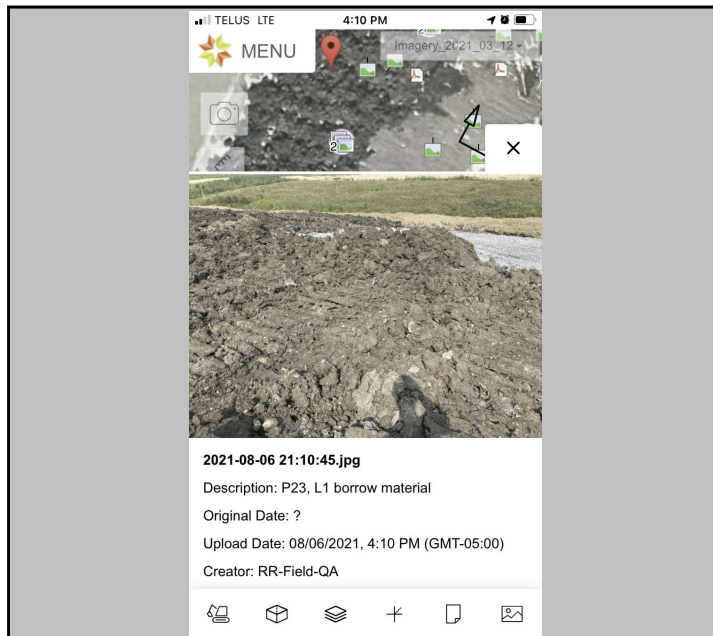 TELUS LTE 4:10 PM
MENU
Imagery_2021_03_12
2
2
2021-08-06 21:10:45.jpg
Description: P23, L1 borrow material
Original Date: ?
Upload Date: 08/06/2021, 4:10 PM (GMT-05:00)
Creator: RR-Field-QA